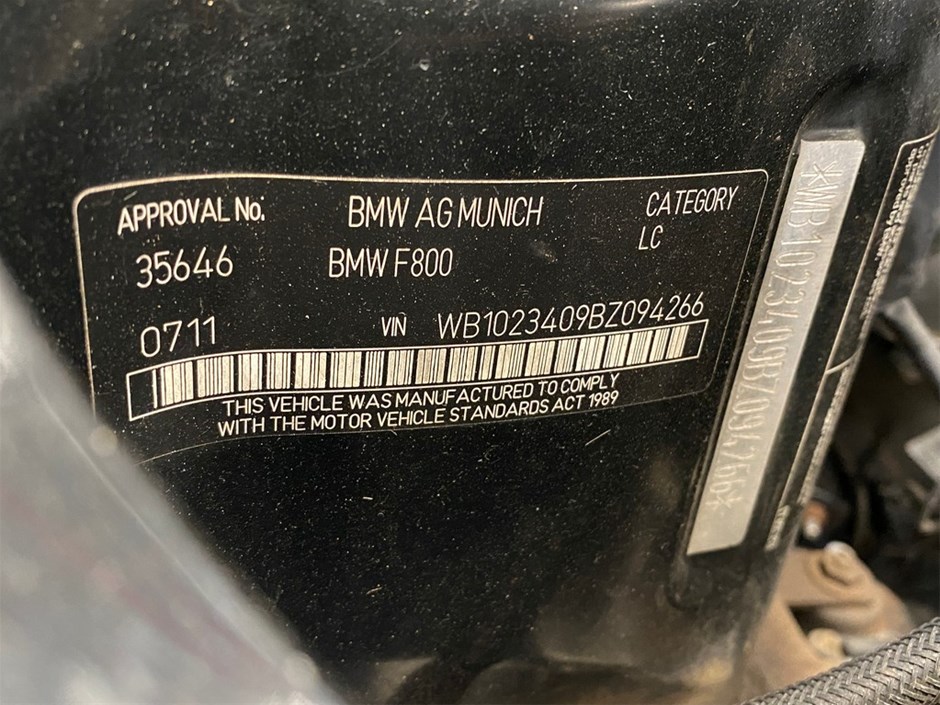 APPROVAL No. BMW AG MUNICH CATEGORY
35646 BMW F800 LC
0711 VIN WB1023409BZ094266
THIS VEHICLE WAS MANUFACTURED TO COMPLY
WITH THE MOTOR VEHICLE STANDARDS ACT 1989
*WB1023409BZ094266*